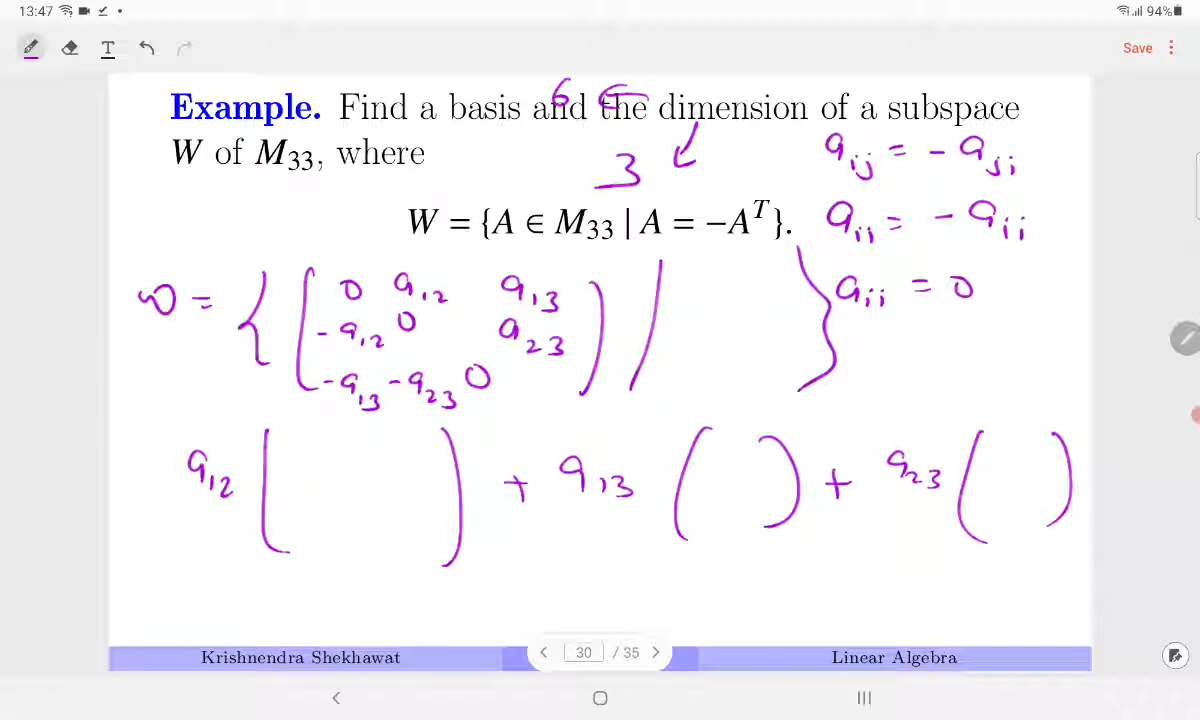 13:47 94%
T Save
Example. Find a basis and the dimension of a subspace
6
W of M33, where
3
aij = - aji
W = {A ∈ M33 | A = −A^T}.
aii = - aii
W = { [ 0 a12 a13
-a12 0 a23
-a13 -a23 0 ] | }
aii = 0
a12 ( ) + a13 ( ) + a23 ( )
Krishnendra Shekhawat < 30 / 35 > Linear Algebra